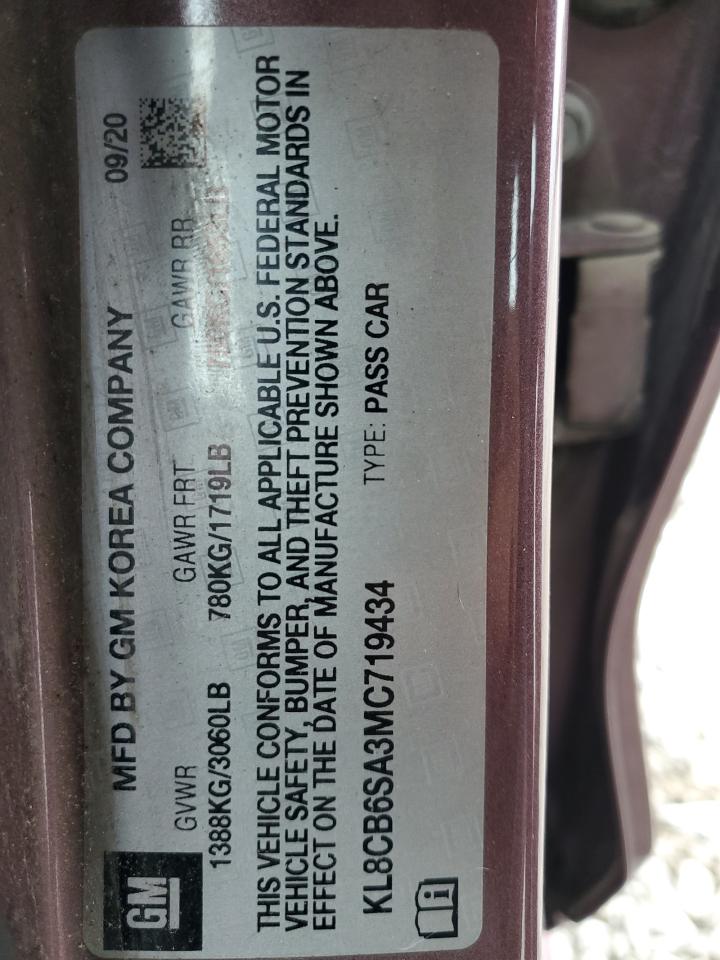 GM
MFD BY GM KOREA COMPANY 09/20
GVWR GAWR FRT GAWR RR
1388KG/3060LB 780KG/1719LB
THIS VEHICLE CONFORMS TO ALL APPLICABLE U.S. FEDERAL MOTOR
VEHICLE SAFETY, BUMPER, AND THEFT PREVENTION STANDARDS IN
EFFECT ON THE DATE OF MANUFACTURE SHOWN ABOVE.
KL8CB6SA3MC719434 TYPE: PASS CAR